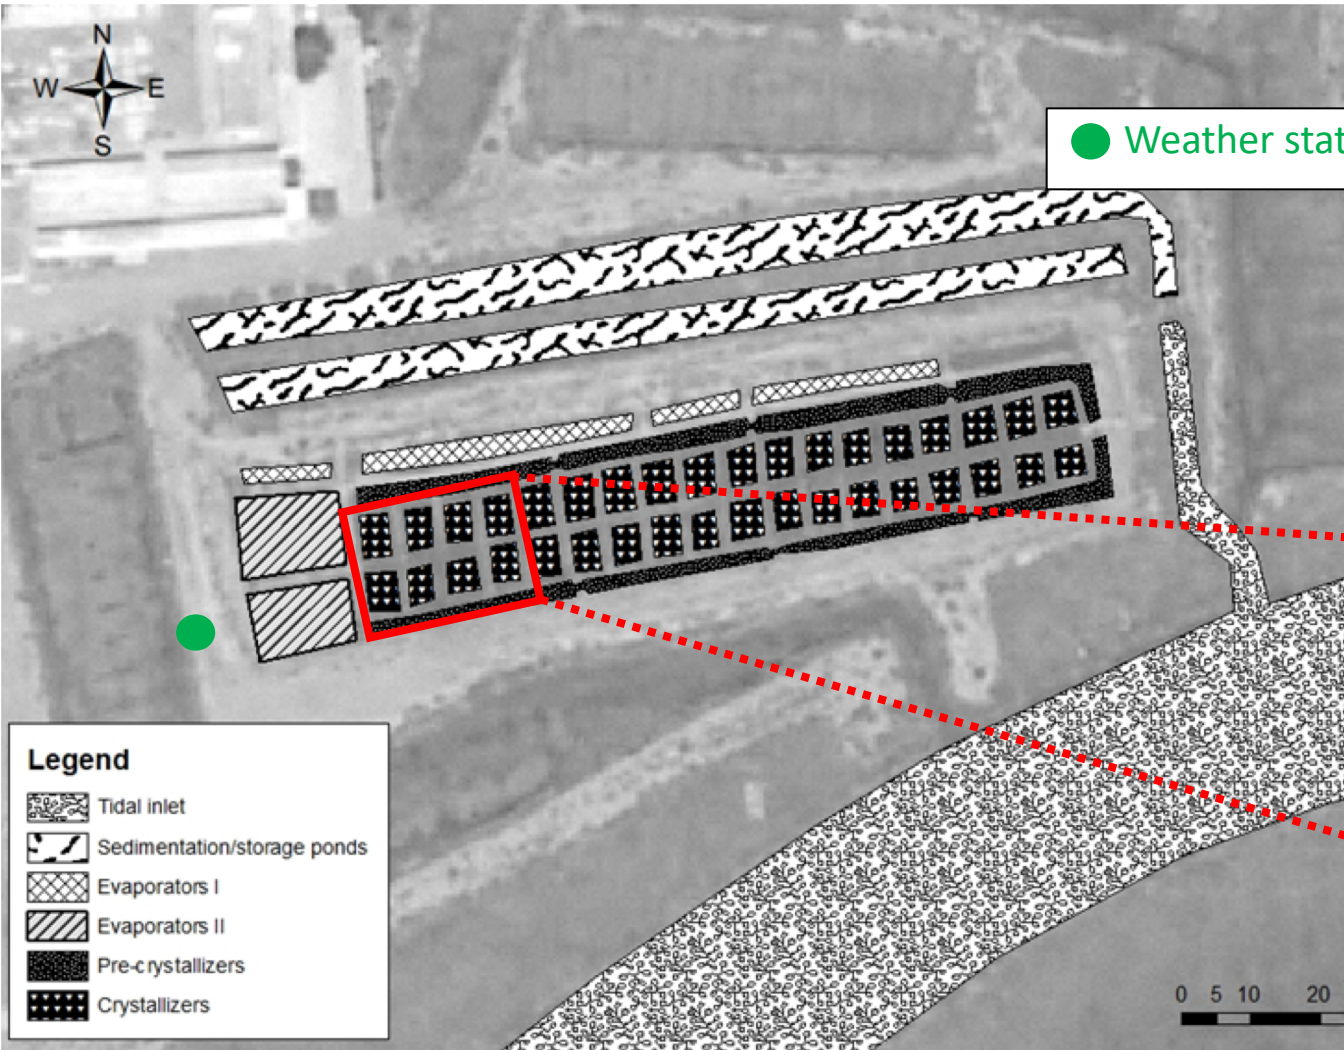 N
W E
S
Weather stat
Legend
Tidal inlet
Sedimentation/storage ponds
Evaporators I
Evaporators II
Pre-crystallizers
Crystallizers
0 5 10 20